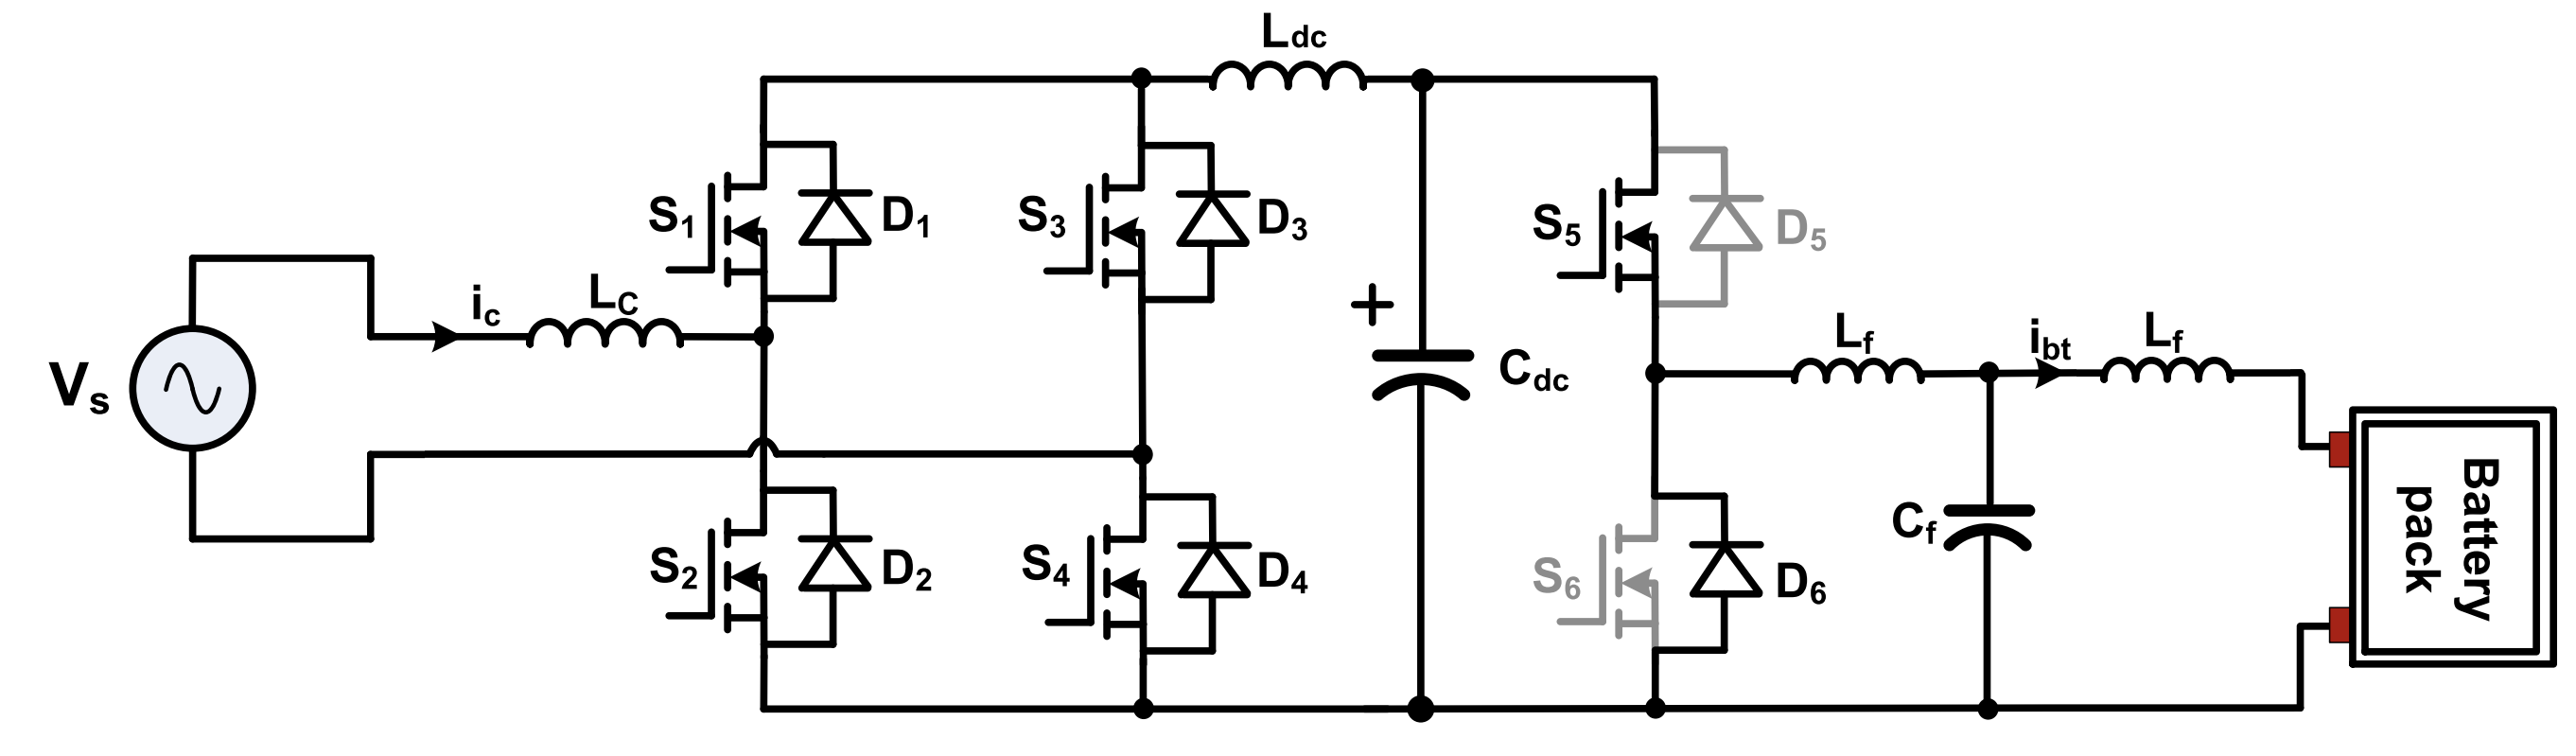 Ldc
S1
D1
S3
D3
S5
D5
Vs
ic
LC
+
Cdc
Lf
ibt
Lf
S2
D2
S4
D4
S6
D6
Cf
Battery
pack